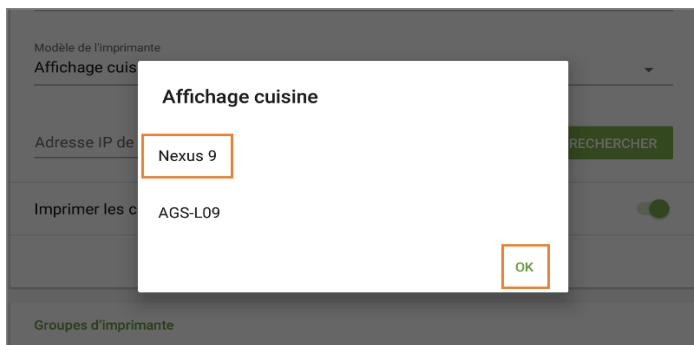 Modèle de l'imprimante
Affichage cuis
Affichage cuisine
Adresse IP de
RECHERCHER
Nexus 9
Imprimer les c
AGS-L09
OK
Groupes d'imprimante